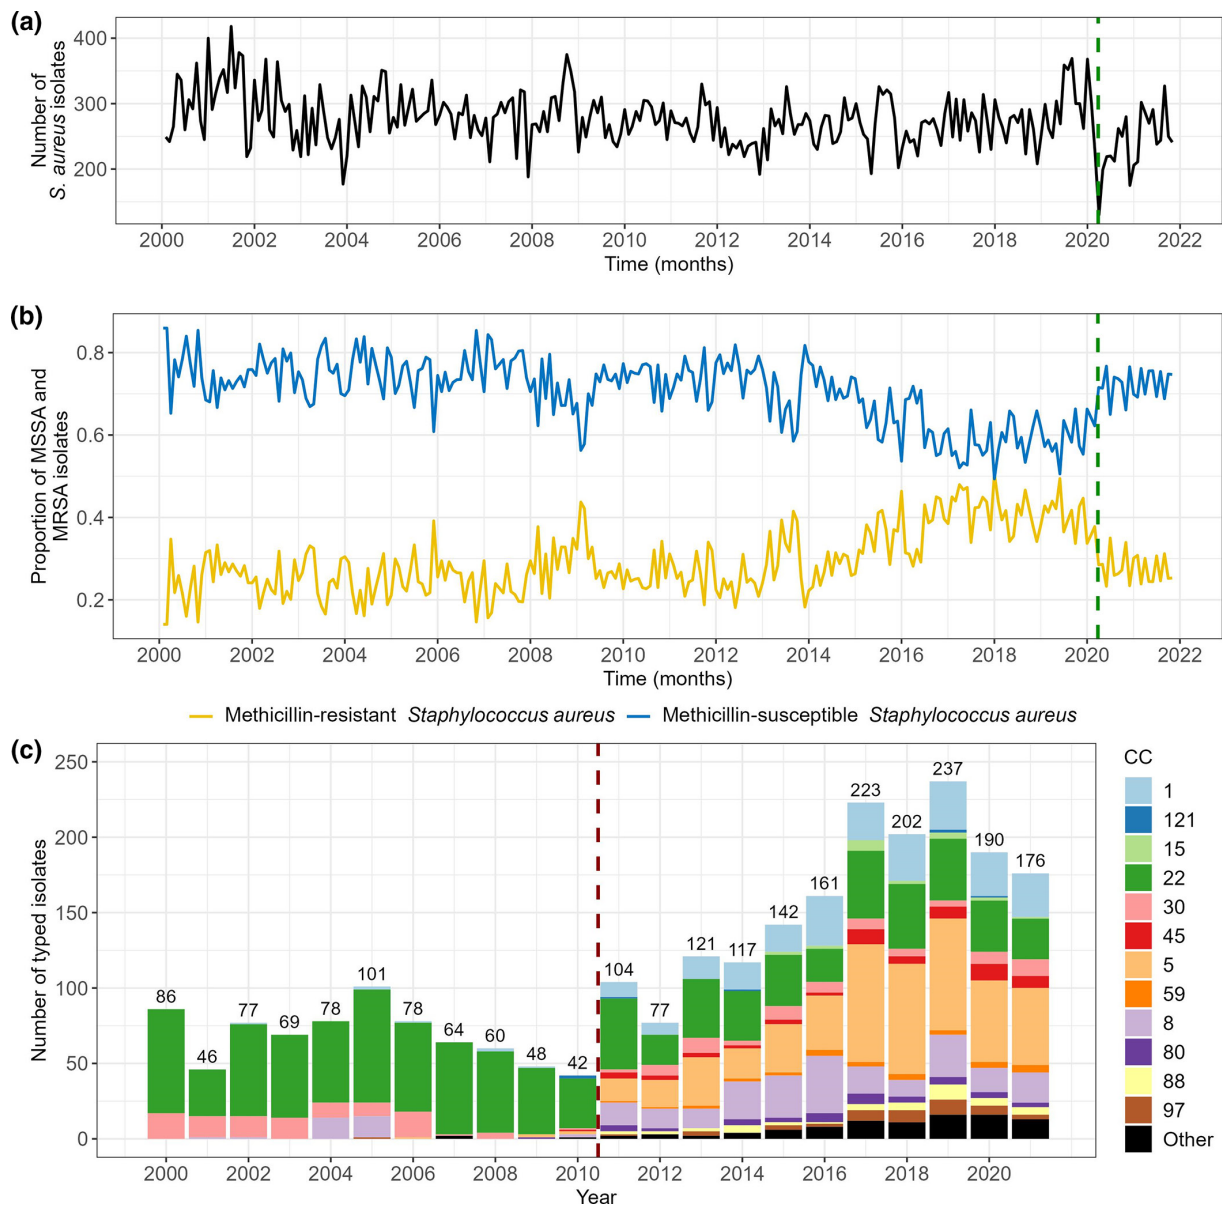 (a)
Number of
S. aureus isolates
400
300
200
2000 2002 2004 2006 2008 2010 2012 2014 2016 2018 2020 2022
Time (months)
(b)
Proportion of MSSA and
MRSA isolates
0.8
0.6
0.4
0.2
2000 2002 2004 2006 2008 2010 2012 2014 2016 2018 2020 2022
Time (months)
Methicillin-resistant Staphylococcus aureus Methicillin-susceptible Staphylococcus aureus
(c)
Number of typed isolates
250
200
150
100
50
0
86 46 77 69 78 101 78 64 60 48 42 104 77 121 117 142 161 223 202 237 190 176
2000 2002 2004 2006 2008 2010 2012 2014 2016 2018 2020
Year
CC
1
121
15
22
30
45
5
59
8
80
88
97
Other